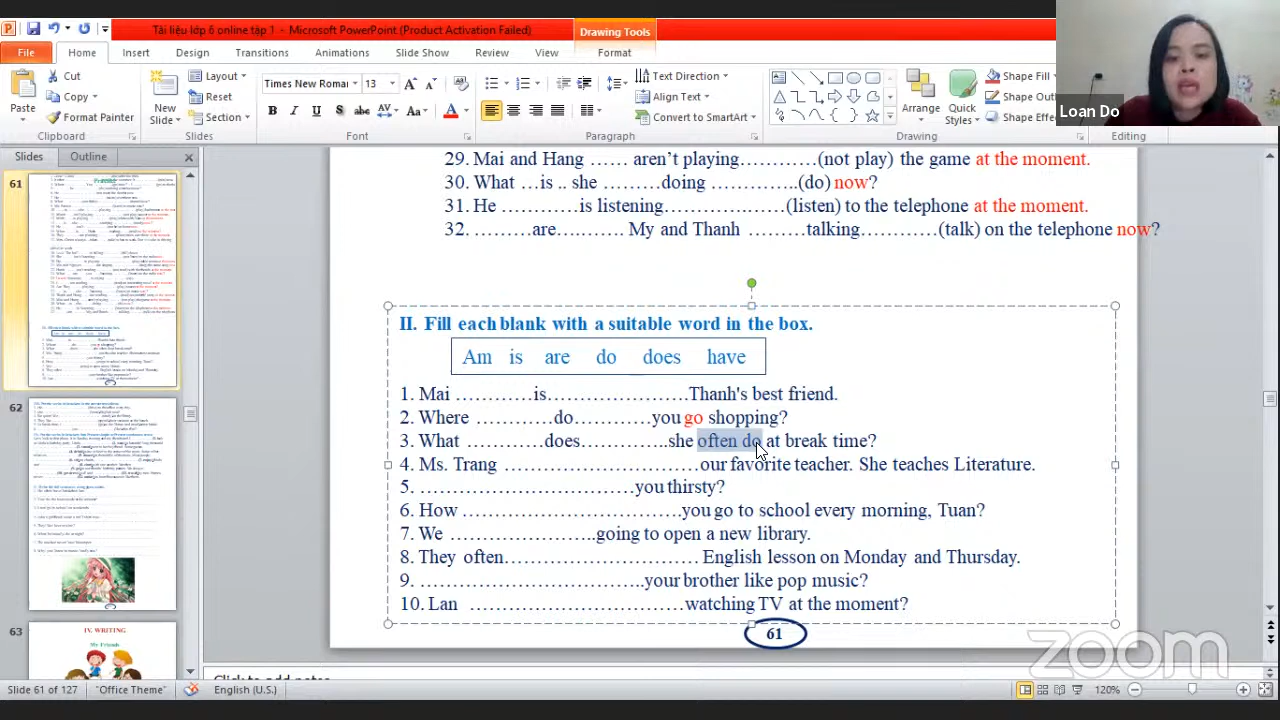 Tài liệu lớp 6 online tập 1 - Microsoft PowerPoint (Product Activation Failed)
Drawing Tools
File Home Insert Design Transitions Animations Slide Show Review View Format
Paste
Cut
Copy
Format Painter
Clipboard
New Slide
Layout
Reset
Section
Slides
Times New Roman 13
B I U S abc AV Aa A
Font
Text Direction
Align Text
Convert to SmartArt
Paragraph
Arrange
Quick Styles
Shape Fill
Shape Out
Shape Effe
Drawing
Editing
Loan Do
Slides Outline
61
62
63
IV. WRITING
My Friends
29. Mai and Hang …… aren't playing…………(not play) the game at the moment.
30. What …… she ………doing ………… (do) now?
31. He …………is listening………………(listen) to the telephone at the moment.
32. ………are……… My and Thanh ………talking…………(talk) on the telephone now?
II. Fill each blank with a suitable word in the box.
Am is are do does have
1. Mai …………is…………………Thanh's best friend.
2. Where …………do…………you go shopping?
3. What …………does…………she often do at break time?
4. Ms. Trang ……………………………our favorite teacher. She teaches Literature.
5. ……………………………you thirsty?
6. How ……………………………you go to school every morning, Tuan?
7. We …………………going to open a new library.
8. They often………………………… English lesson on Monday and Thursday.
9. ……………………………your brother like pop music?
10. Lan ……………………………watching TV at the moment?
61
zoom
Slide 61 of 127 "Office Theme" English (U.S.) 120%